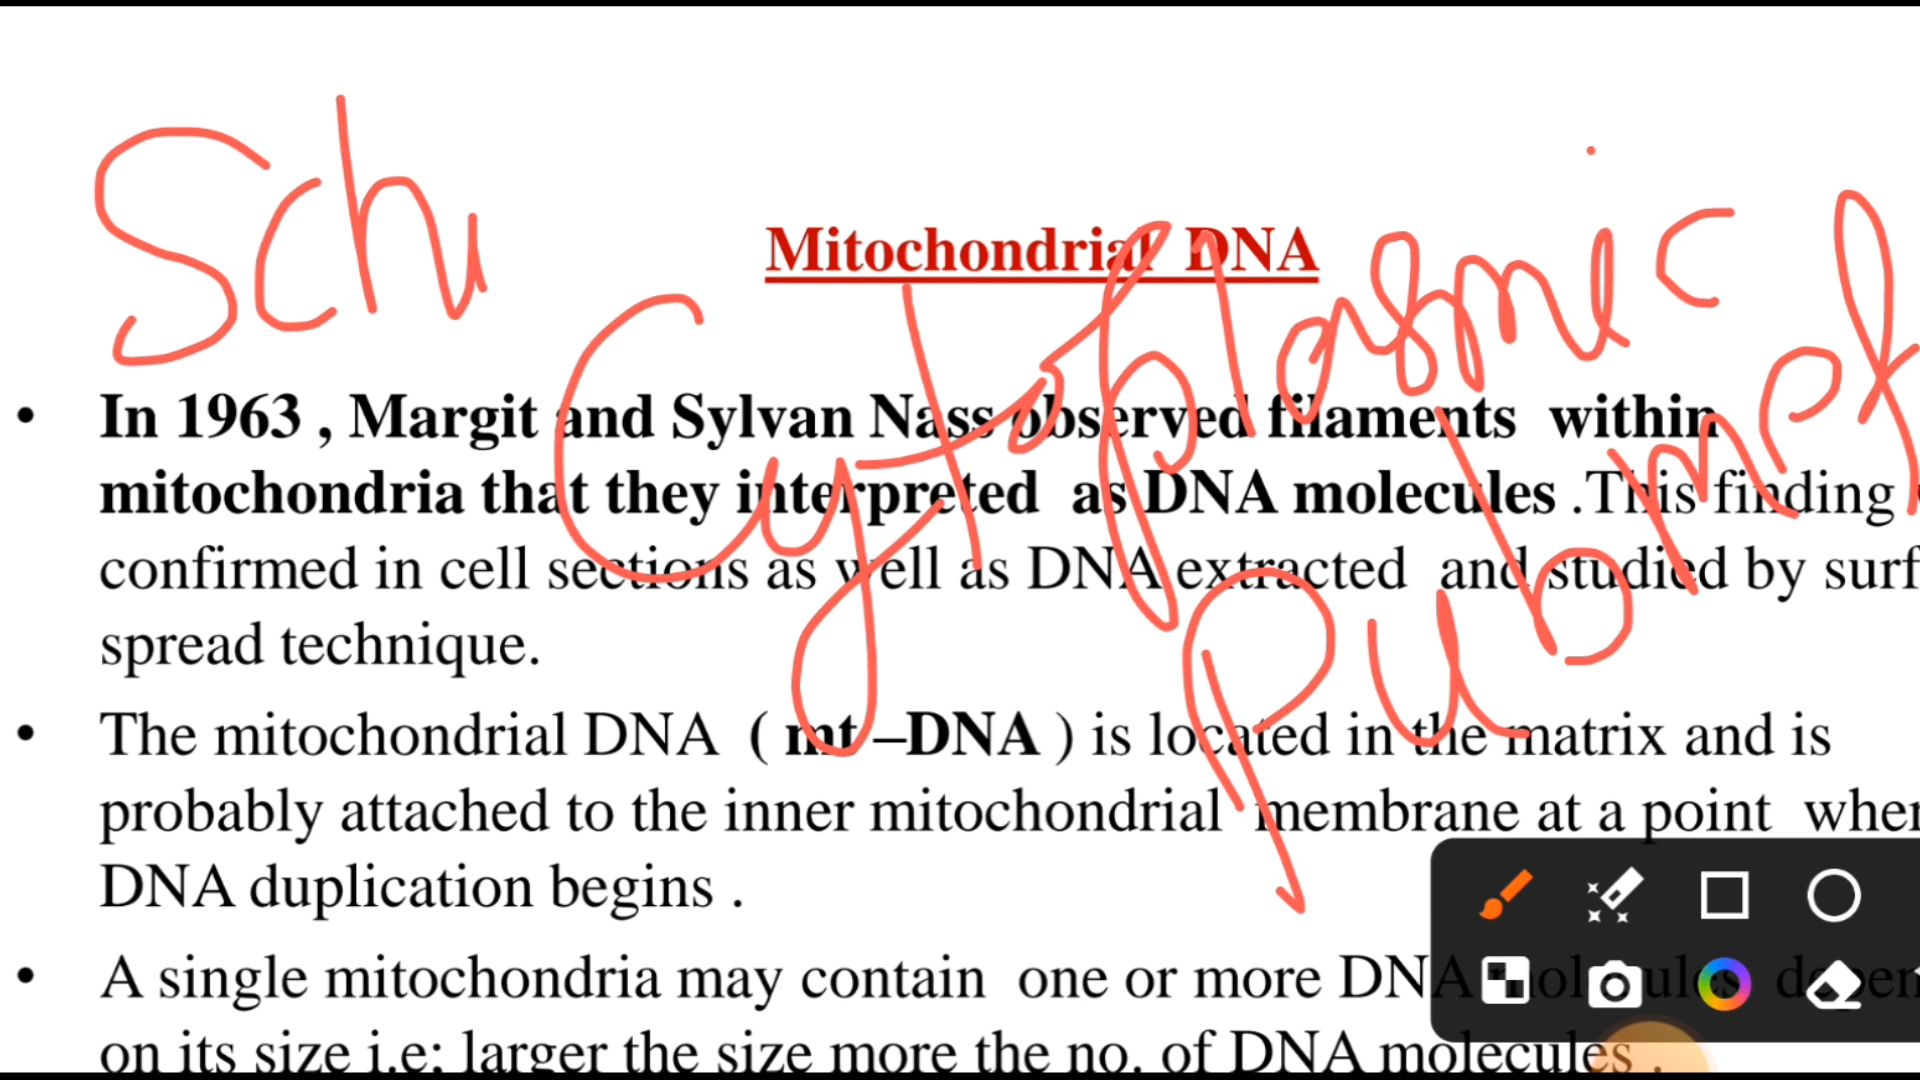 Sch
Mitochondrial DNA
Cytoplasmic
• In 1963 , Margit and Sylvan Nass observed filaments within
mitochondria that they interpreted as DNA molecules .This finding
confirmed in cell sections as well as DNA extracted and studied by surf
spread technique.
Pubmed
• The mitochondrial DNA ( mt –DNA ) is located in the matrix and is
probably attached to the inner mitochondrial membrane at a point wher
DNA duplication begins .
• A single mitochondria may contain one or more DNA molecules depen
on its size i.e; larger the size more the no. of DNA molecules .